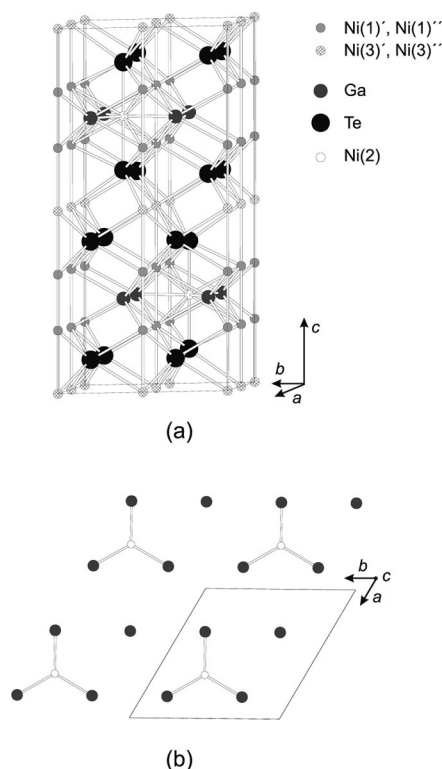 Ni(1)´, Ni(1)´´
Ni(3)´, Ni(3)´´
Ga
Te
Ni(2)
c
b
a
(a)
b
c
a
(b)